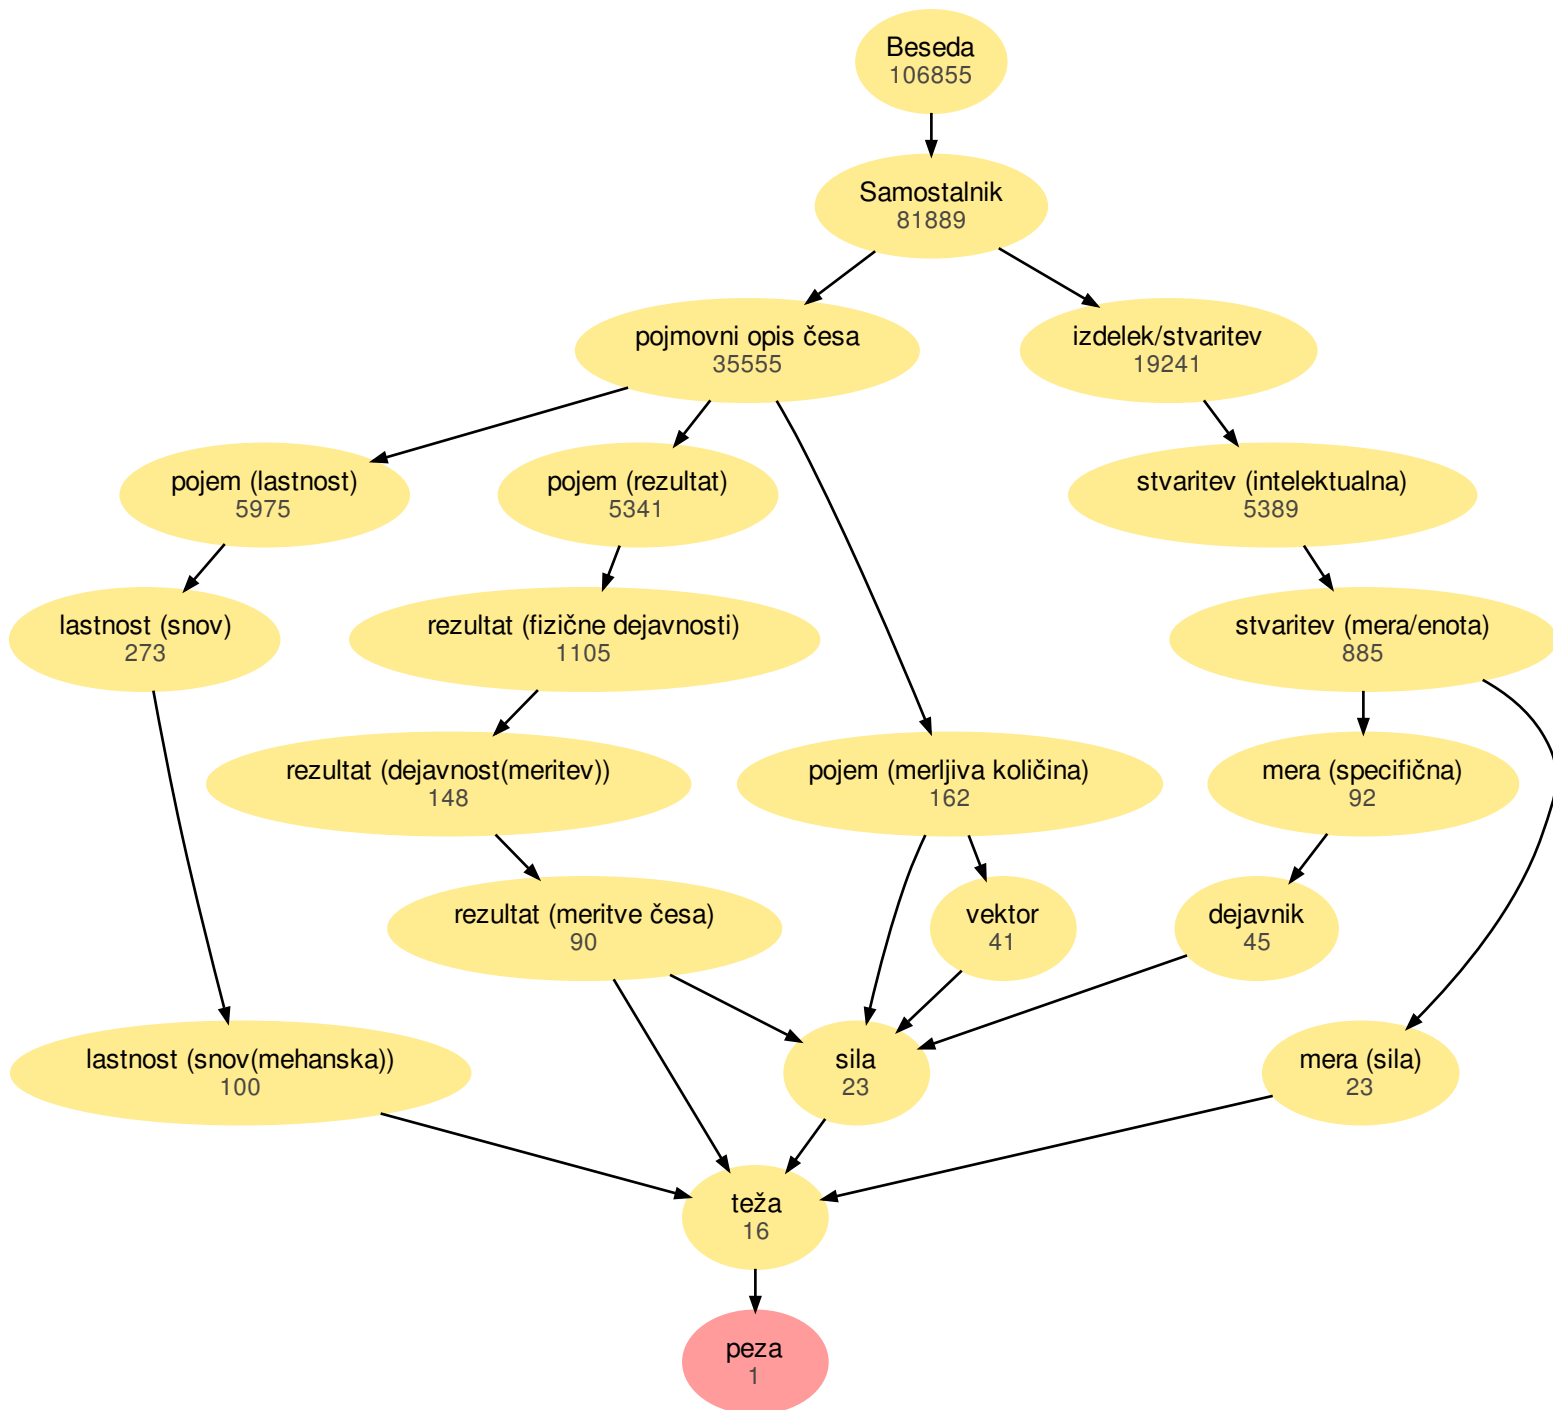 Beseda
106855
Samostalnik
81889
pojmovni opis česa
35555
izdelek/stvaritev
19241
pojem (lastnost)
5975
pojem (rezultat)
5341
stvaritev (intelektualna)
5389
lastnost (snov)
273
rezultat (fizične dejavnosti)
1105
stvaritev (mera/enota)
885
rezultat (dejavnost(meritev))
148
pojem (merljiva količina)
162
mera (specifična)
92
rezultat (meritve česa)
90
vektor
41
dejavnik
45
lastnost (snov(mehanska))
100
sila
23
mera (sila)
23
teža
16
peza
1